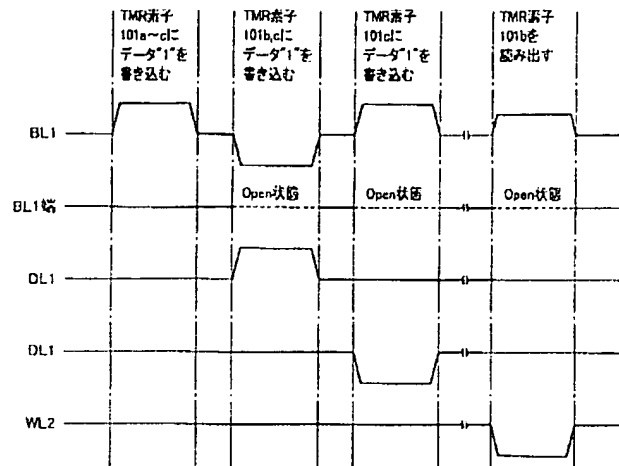 TMR素子
101a~cに
データ"1"を
書き込む
TMR素子
101b,cに
データ"1"を
書き込む
TMR素子
101cに
データ"1"を
書き込む
TMR素子
101bを
読み出す
BL1
BL1端
Open状態
Open状態
Open状態
DL1
DL1
WL2